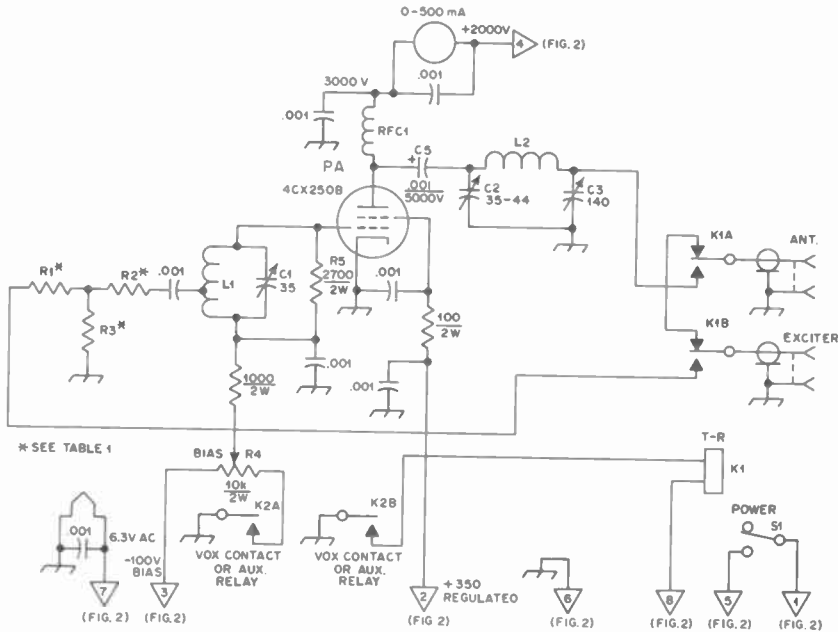 0-500 mA
+2000V
4
(FIG. 2)
.001
3000 V
.001
RFC1
PA
4CX250B
C5
+
.001
5000V
L2
C2
35-44
C3
140
K1A
ANT.
R1*
R2*
.001
L1
C1
35
R5
2700
2W
.001
R3*
100
2W
K1B
EXCITER
.001
.001
1000
2W
* SEE TABLE 1
BIAS
R4
10k
2W
K2A
VOX CONTACT
OR AUX.
RELAY
K2B
VOX CONTACT
OR AUX.
RELAY
T-R
K1
POWER
S1
.001
6.3V AC
-100V
BIAS
+350
REGULATED
7
(FIG. 2)
3
(FIG. 2)
2
(FIG. 2)
6
(FIG. 2)
8
(FIG. 2)
5
(FIG. 2)
1
(FIG. 2)